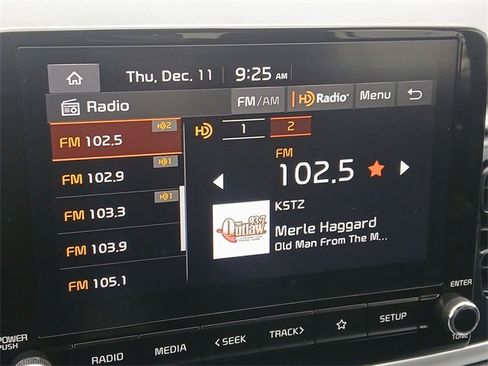 Thu, Dec. 11 9:25 AM
Radio FM/AM HD Radio Menu
FM 102.5 HD2
FM 102.9 HD1
FM 103.3 HD1
FM 103.9
FM 105.1
HD 1 2
FM
102.5
KSTZ
93.7
Outlaw
Merle Haggard
Old Man From The M...
POWER
PUSH
RADIO MEDIA <SEEK TRACK> SETUP
ENTER
TUNE